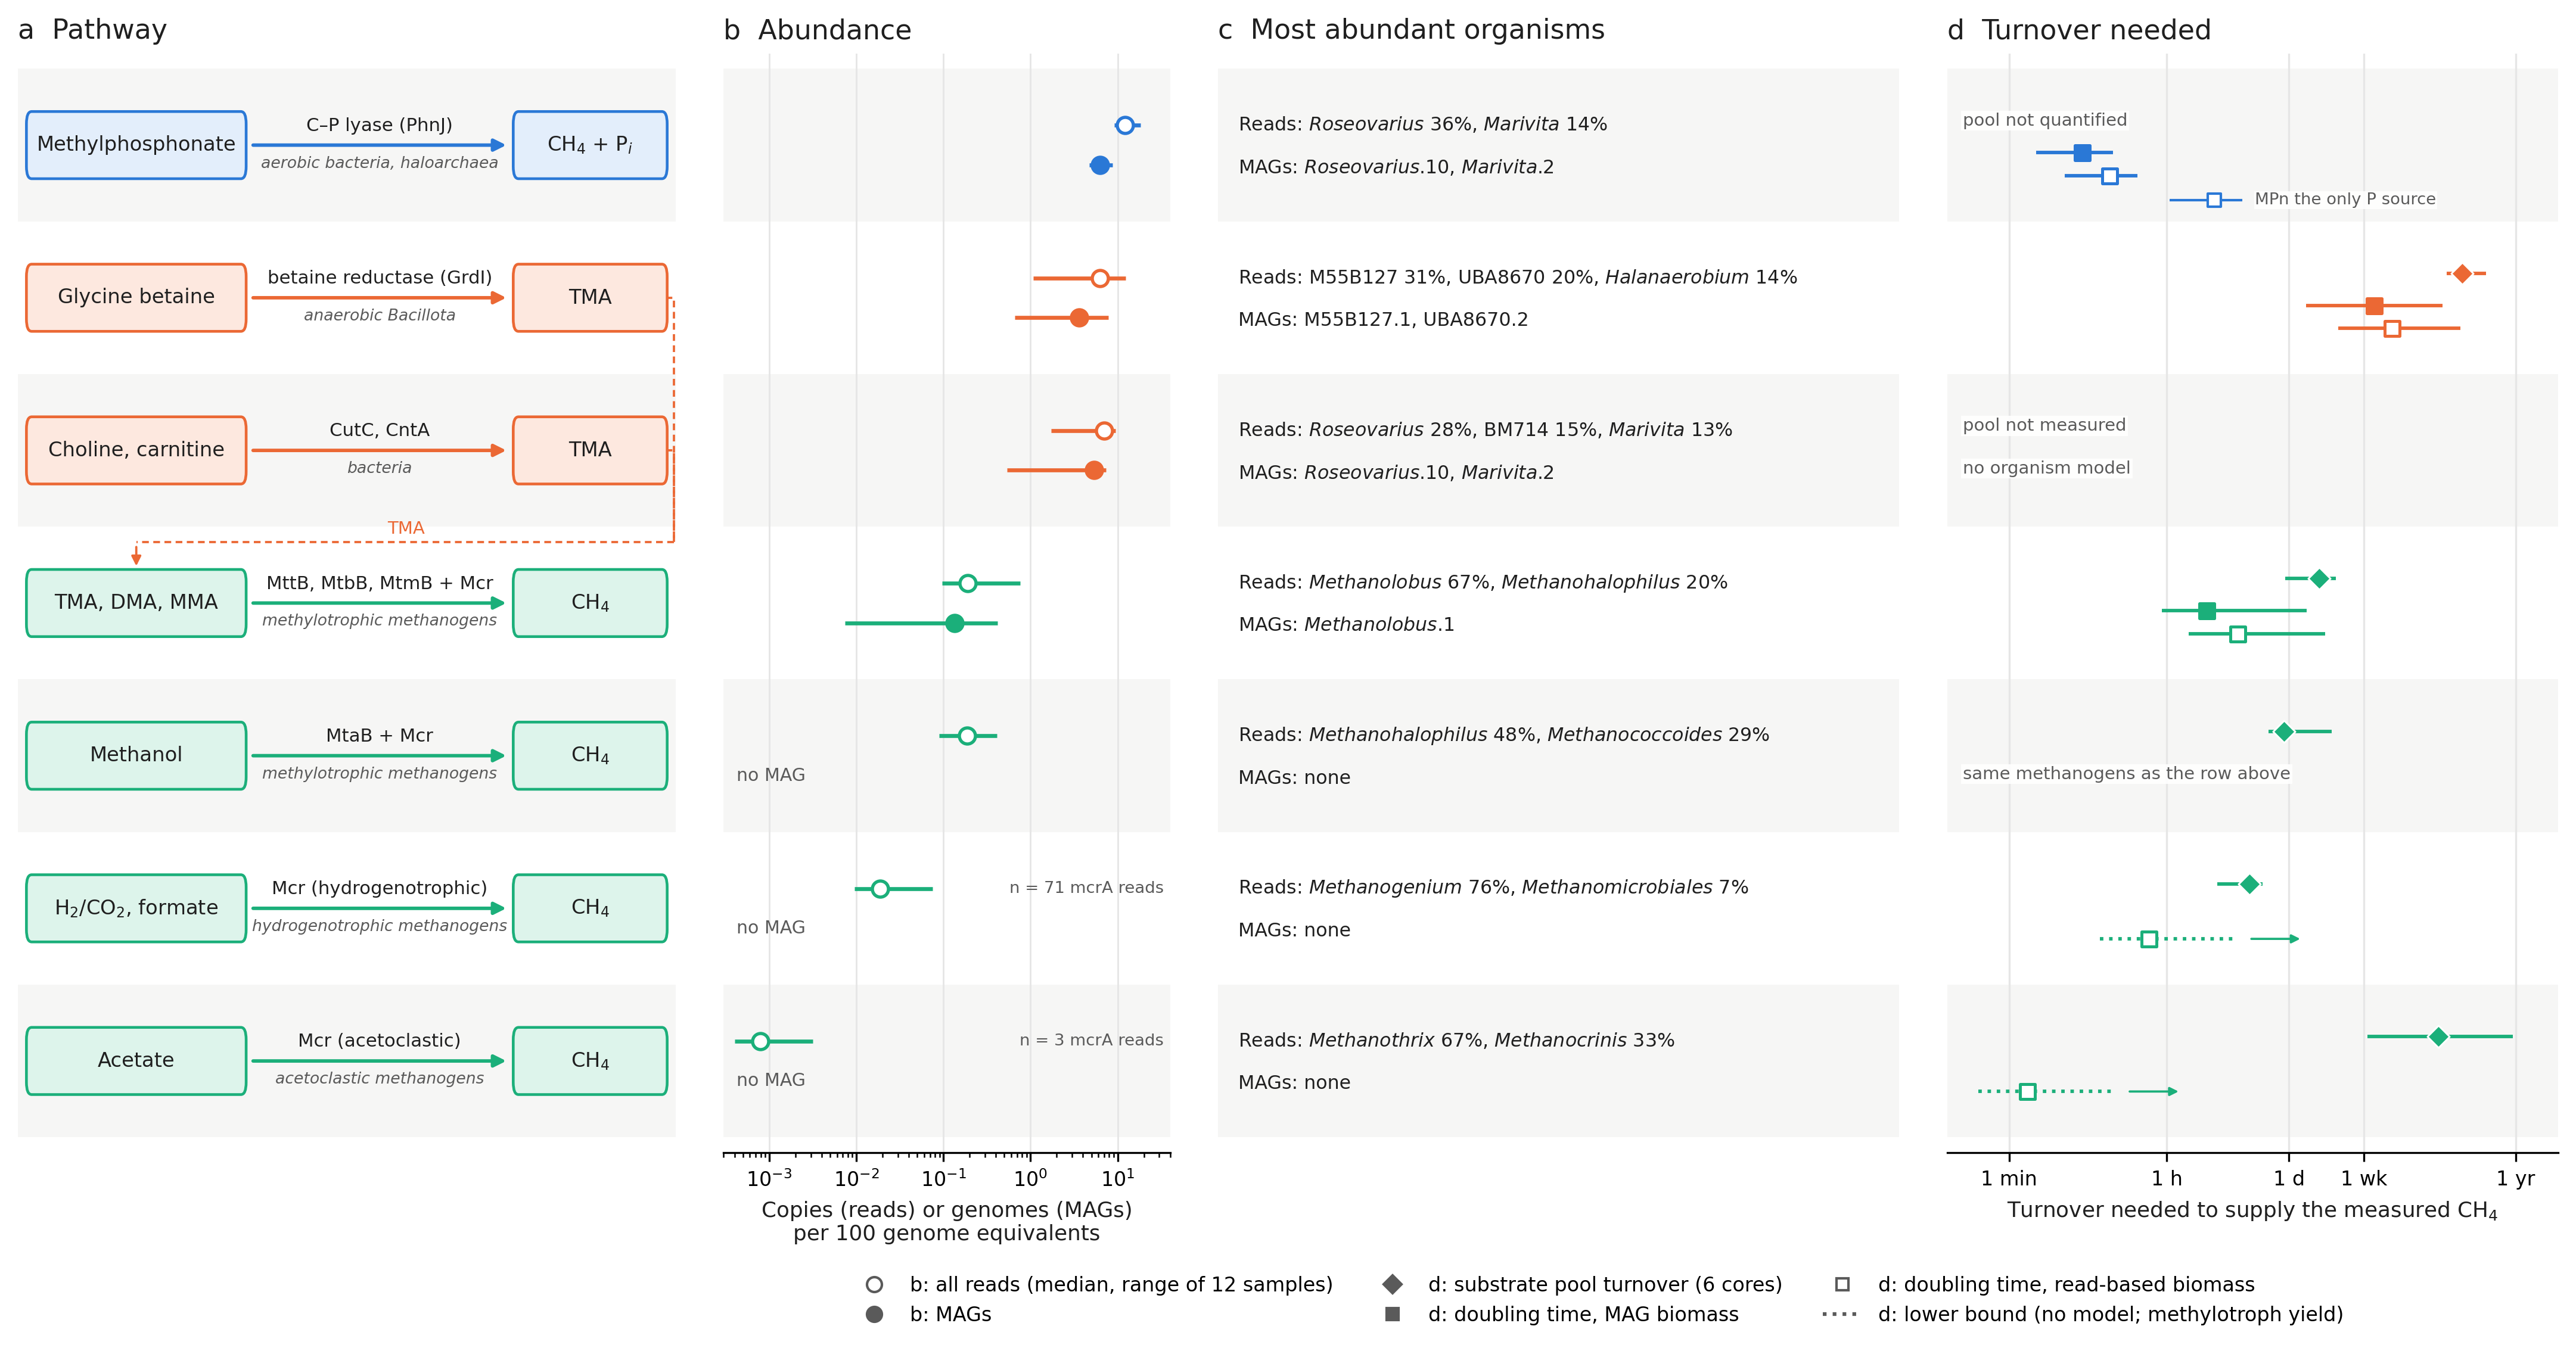 a Pathway
b Abundance
c Most abundant organisms
d Turnover needed
Methylphosphonate
C–P lyase (PhnJ)
aerobic bacteria, haloarchaea
CH₄ + Pᵢ
Reads: Roseovarius 36%, Marivita 14%
MAGs: Roseovarius.10, Marivita.2
pool not quantified
MPn the only P source
Glycine betaine
betaine reductase (GrdI)
anaerobic Bacillota
TMA
Reads: M55B127 31%, UBA8670 20%, Halanaerobium 14%
MAGs: M55B127.1, UBA8670.2
Choline, carnitine
CutC, CntA
bacteria
TMA
Reads: Roseovarius 28%, BM714 15%, Marivita 13%
MAGs: Roseovarius.10, Marivita.2
pool not measured
no organism model
TMA
TMA, DMA, MMA
MttB, MtbB, MtmB + Mcr
methylotrophic methanogens
CH₄
Reads: Methanolobus 67%, Methanohalophilus 20%
MAGs: Methanolobus.1
Methanol
MtaB + Mcr
methylotrophic methanogens
CH₄
no MAG
Reads: Methanohalophilus 48%, Methanococcoides 29%
MAGs: none
same methanogens as the row above
H₂/CO₂, formate
Mcr (hydrogenotrophic)
hydrogenotrophic methanogens
CH₄
n = 71 mcrA reads
no MAG
Reads: Methanogenium 76%, Methanomicrobiales 7%
MAGs: none
Acetate
Mcr (acetoclastic)
acetoclastic methanogens
CH₄
n = 3 mcrA reads
no MAG
Reads: Methanothrix 67%, Methanocrinis 33%
MAGs: none
10⁻³ 10⁻² 10⁻¹ 10⁰ 10¹
Copies (reads) or genomes (MAGs)
per 100 genome equivalents
1 min 1 h 1 d 1 wk 1 yr
Turnover needed to supply the measured CH₄
b: all reads (median, range of 12 samples)
b: MAGs
d: substrate pool turnover (6 cores)
d: doubling time, MAG biomass
d: doubling time, read-based biomass
d: lower bound (no model; methylotroph yield)